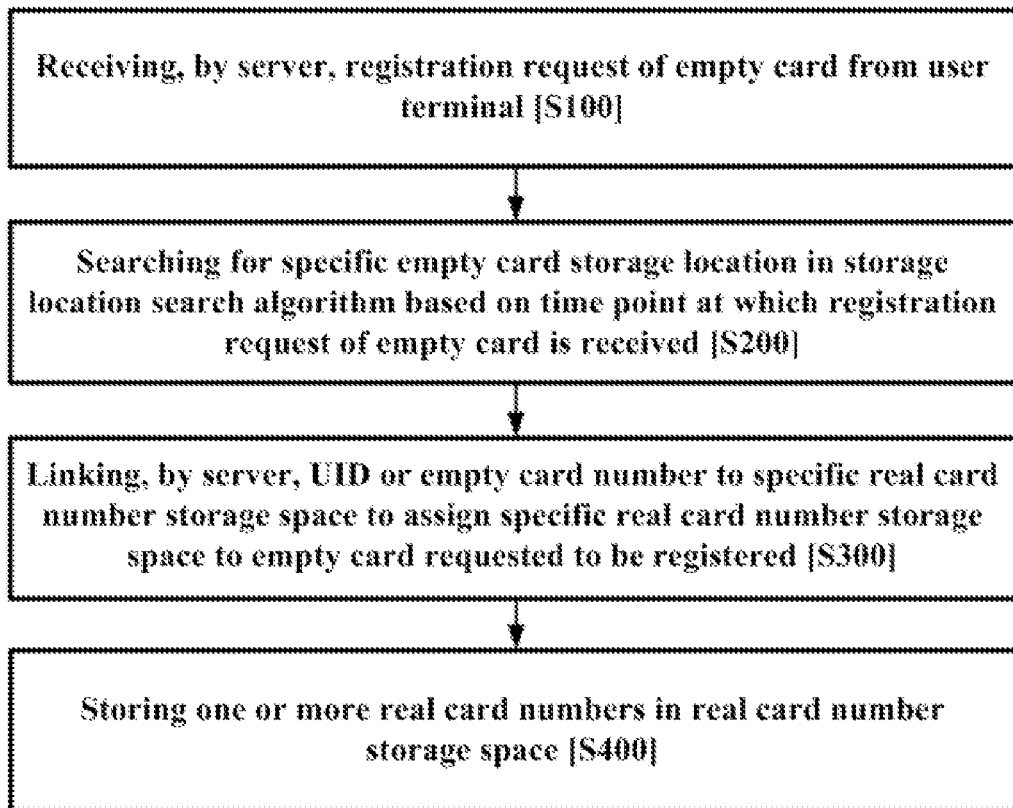 Receiving, by server, registration request of empty card from user
terminal [S100]
Searching for specific empty card storage location in storage
location search algorithm based on time point at which registration
request of empty card is received [S200]
Linking, by server, UID or empty card number to specific real card
number storage space to assign specific real card number storage
space to empty card requested to be registered [S300]
Storing one or more real card numbers in real card number
storage space [S400]